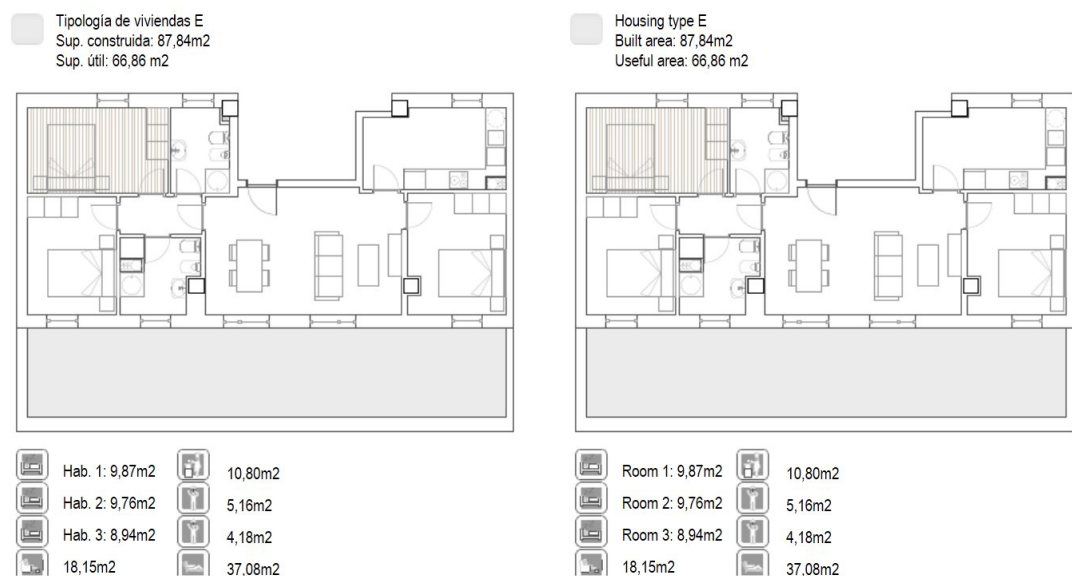 Tipología de viviendas E
Sup. construida: 87,84m2
Sup. útil: 66,86 m2
Hab. 1: 9,87m2
10,80m2
Hab. 2: 9,76m2
5,16m2
Hab. 3: 8,94m2
4,18m2
18,15m2
37,08m2
Housing type E
Built area: 87,84m2
Useful area: 66,86 m2
Room 1: 9,87m2
10,80m2
Room 2: 9,76m2
5,16m2
Room 3: 8,94m2
4,18m2
18,15m2
37,08m2